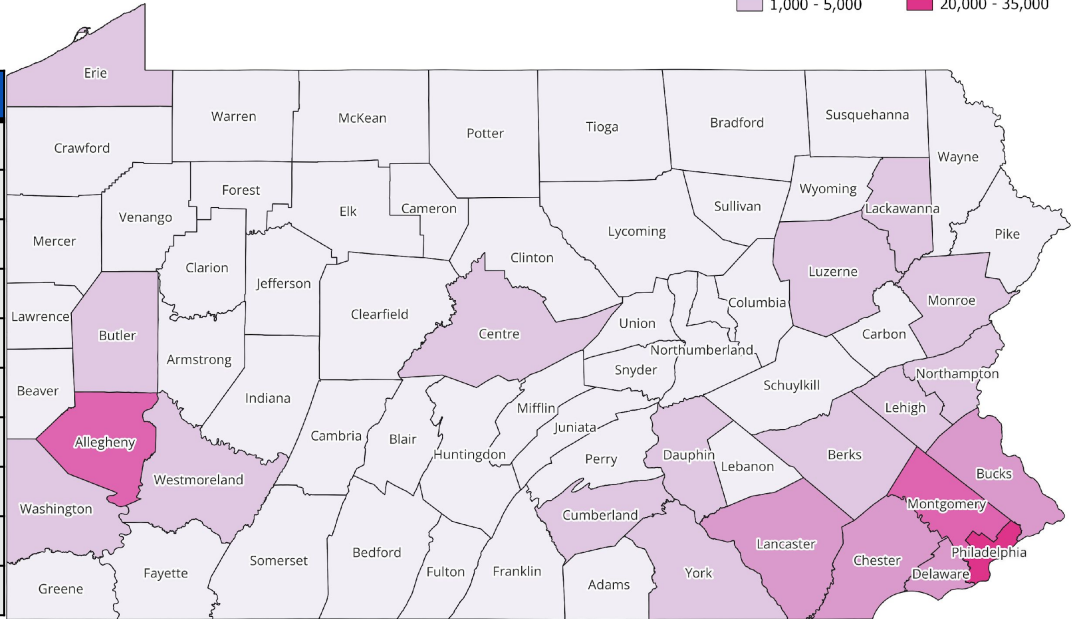 1,000 - 5,000
20,000 - 35,000
Erie
Warren
McKean
Potter
Tioga
Bradford
Susquehanna
Wayne
Crawford
Forest
Elk
Cameron
Venango
Mercer
Lycoming
Sullivan
Wyoming
Lackawanna
Pike
Clarion
Jefferson
Clinton
Luzerne
Monroe
Lawrence
Butler
Clearfield
Centre
Union
Columbia
Carbon
Armstrong
Northumberland
Snyder
Schuylkill
Northampton
Beaver
Indiana
Mifflin
Lehigh
Allegheny
Cambria
Blair
Juniata
Huntingdon
Perry
Dauphin
Lebanon
Berks
Bucks
Westmoreland
Washington
Cumberland
Montgomery
Somerset
Bedford
Lancaster
Chester
Philadelphia
Greene
Fayette
Fulton
Franklin
Adams
York
Delaware